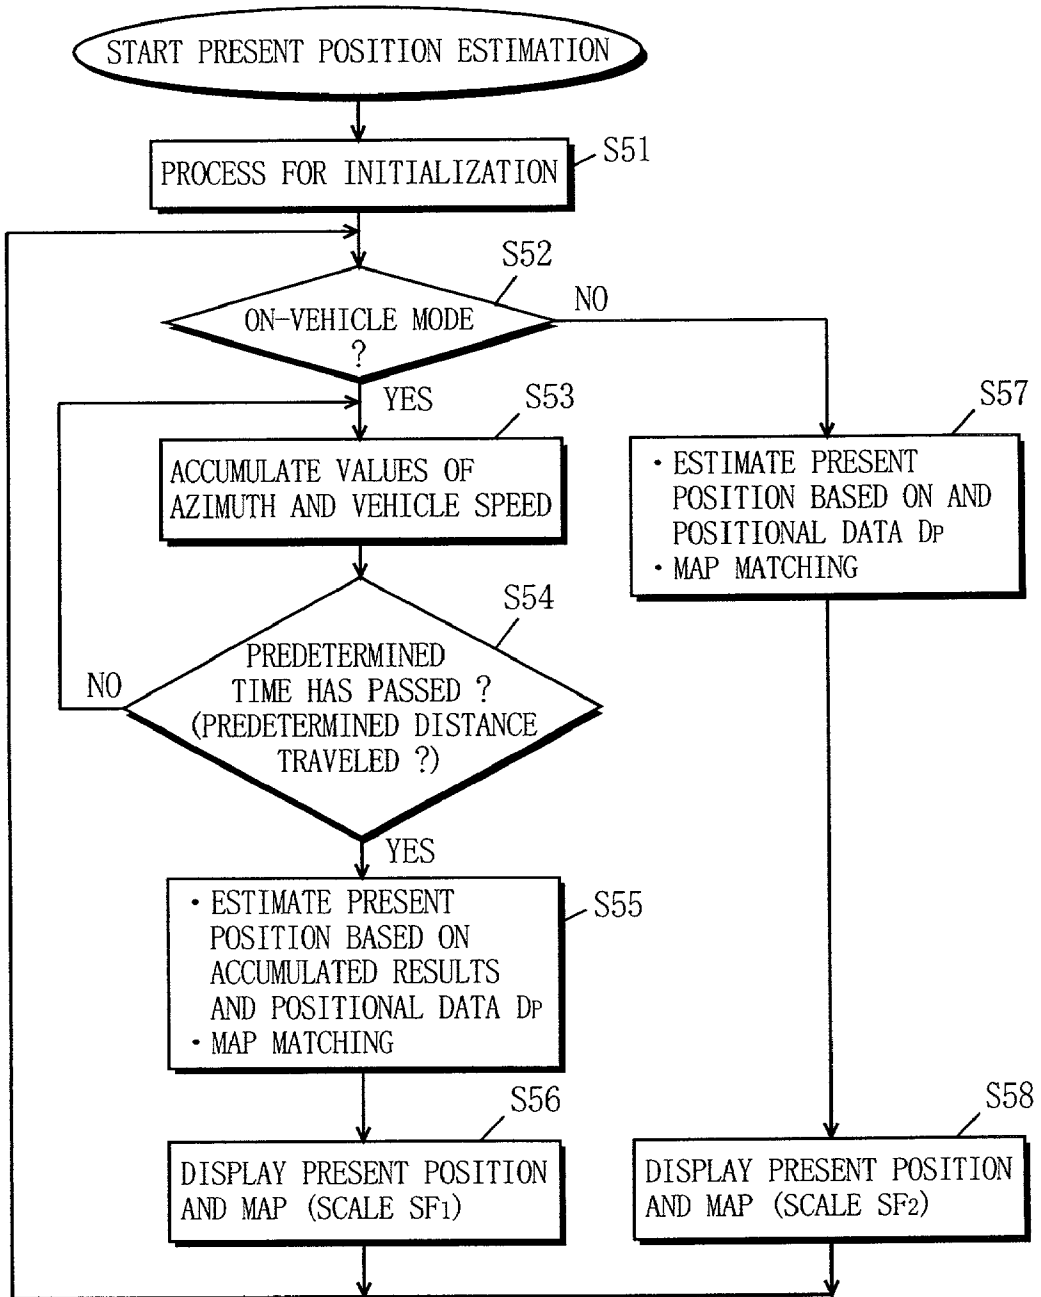 START PRESENT POSITION ESTIMATION
S51
PROCESS FOR INITIALIZATION
S52
ON-VEHICLE MODE
?
NO
YES
S53
ACCUMULATE VALUES OF
AZIMUTH AND VEHICLE SPEED
S57
・ESTIMATE PRESENT
POSITION BASED ON AND
POSITIONAL DATA DP
・MAP MATCHING
S54
PREDETERMINED
TIME HAS PASSED ?
(PREDETERMINED DISTANCE
TRAVELED ?)
NO
YES
S55
・ESTIMATE PRESENT
POSITION BASED ON
ACCUMULATED RESULTS
AND POSITIONAL DATA DP
・MAP MATCHING
S56
DISPLAY PRESENT POSITION
AND MAP (SCALE SF1)
S58
DISPLAY PRESENT POSITION
AND MAP (SCALE SF2)